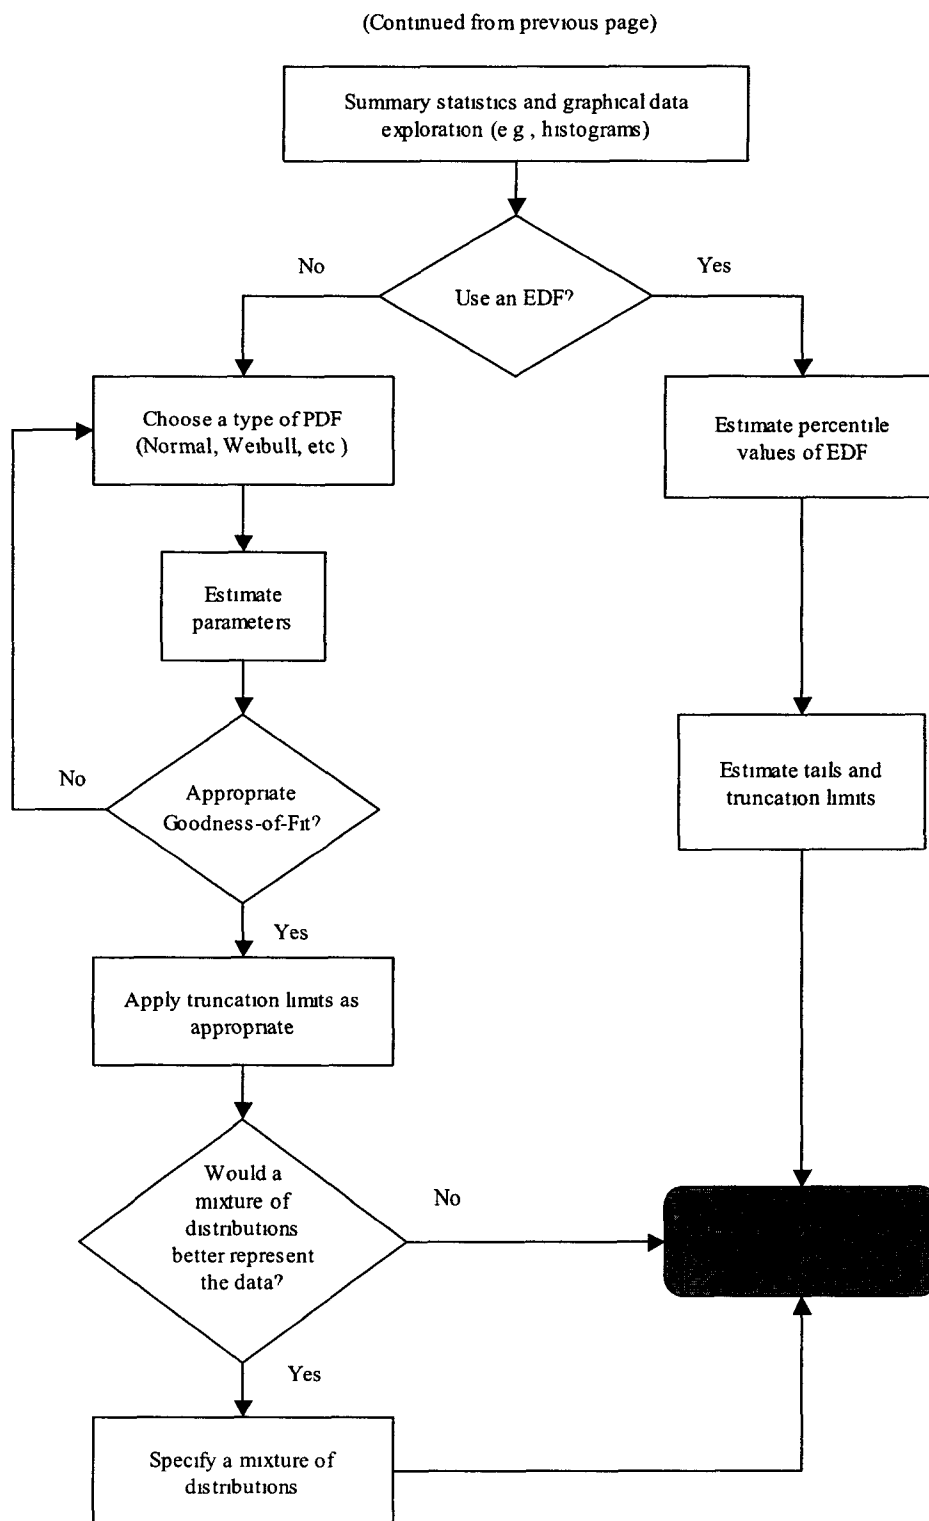 (Continued from previous page)
Summary statistics and graphical data
exploration (e g , histograms)
No
Yes
Use an EDF?
Choose a type of PDF
(Normal, Weibull, etc )
Estimate percentile
values of EDF
Estimate
parameters
No
Appropriate
Goodness-of-Fit?
Estimate tails and
truncation limits
Yes
Apply truncation limits as
appropriate
Would a
mixture of
distributions
better represent
the data?
No
Yes
Specify a mixture of
distributions